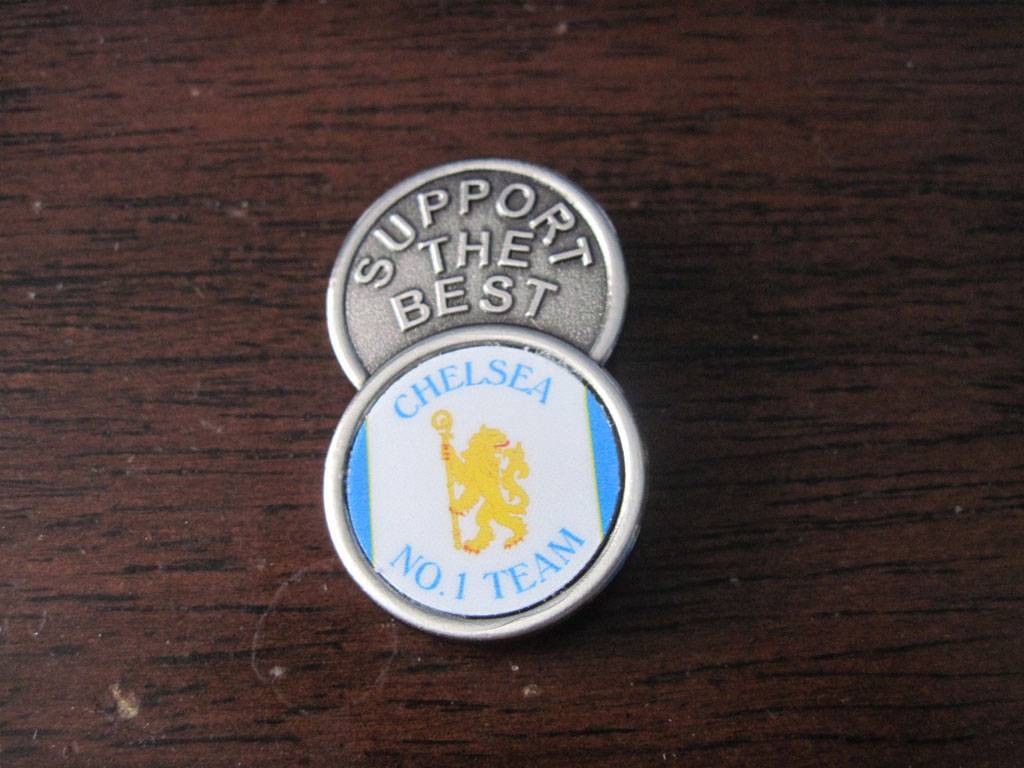 SUPPORT
THE
BEST
CHELSEA
NO.1 TEAM